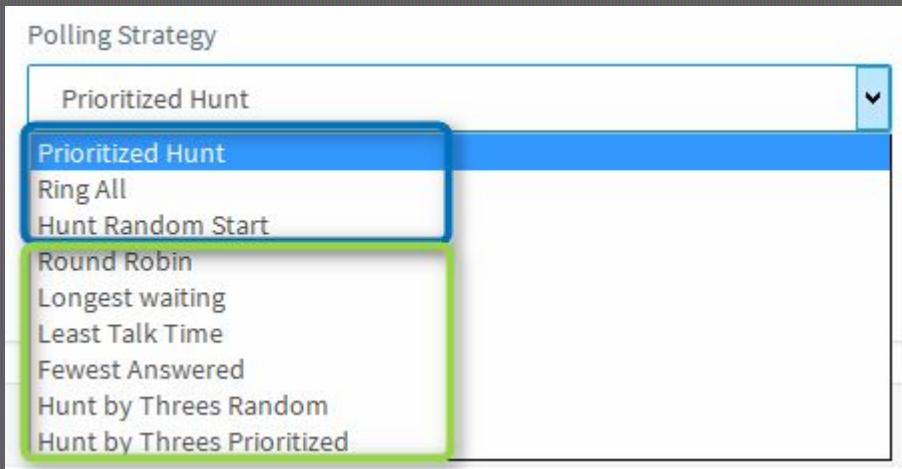 Polling Strategy
Prioritized Hunt
Prioritized Hunt
Ring All
Hunt Random Start
Round Robin
Longest waiting
Least Talk Time
Fewest Answered
Hunt by Threes Random
Hunt by Threes Prioritized